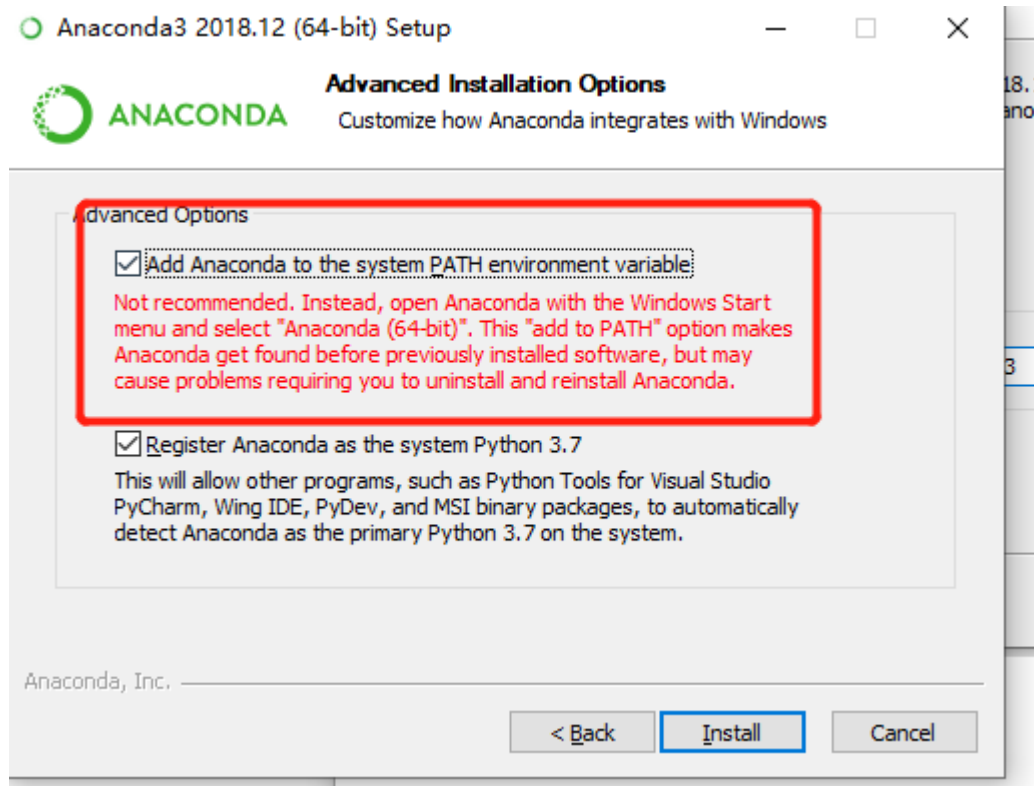 Anaconda3 2018.12 (64-bit) Setup
ANACONDA
Advanced Installation Options
Customize how Anaconda integrates with Windows
18.
Advanced Options
Add Anaconda to the system PATH environment variable
Not recommended. Instead, open Anaconda with the Windows Start
menu and select "Anaconda (64-bit)". This "add to PATH" option makes
Anaconda get found before previously installed software, but may
cause problems requiring you to uninstall and reinstall Anaconda.
3
Register Anaconda as the system Python 3.7
This will allow other programs, such as Python Tools for Visual Studio
PyCharm, Wing IDE, PyDev, and MSI binary packages, to automatically
detect Anaconda as the primary Python 3.7 on the system.
Anaconda, Inc.
< Back
Install
Cancel